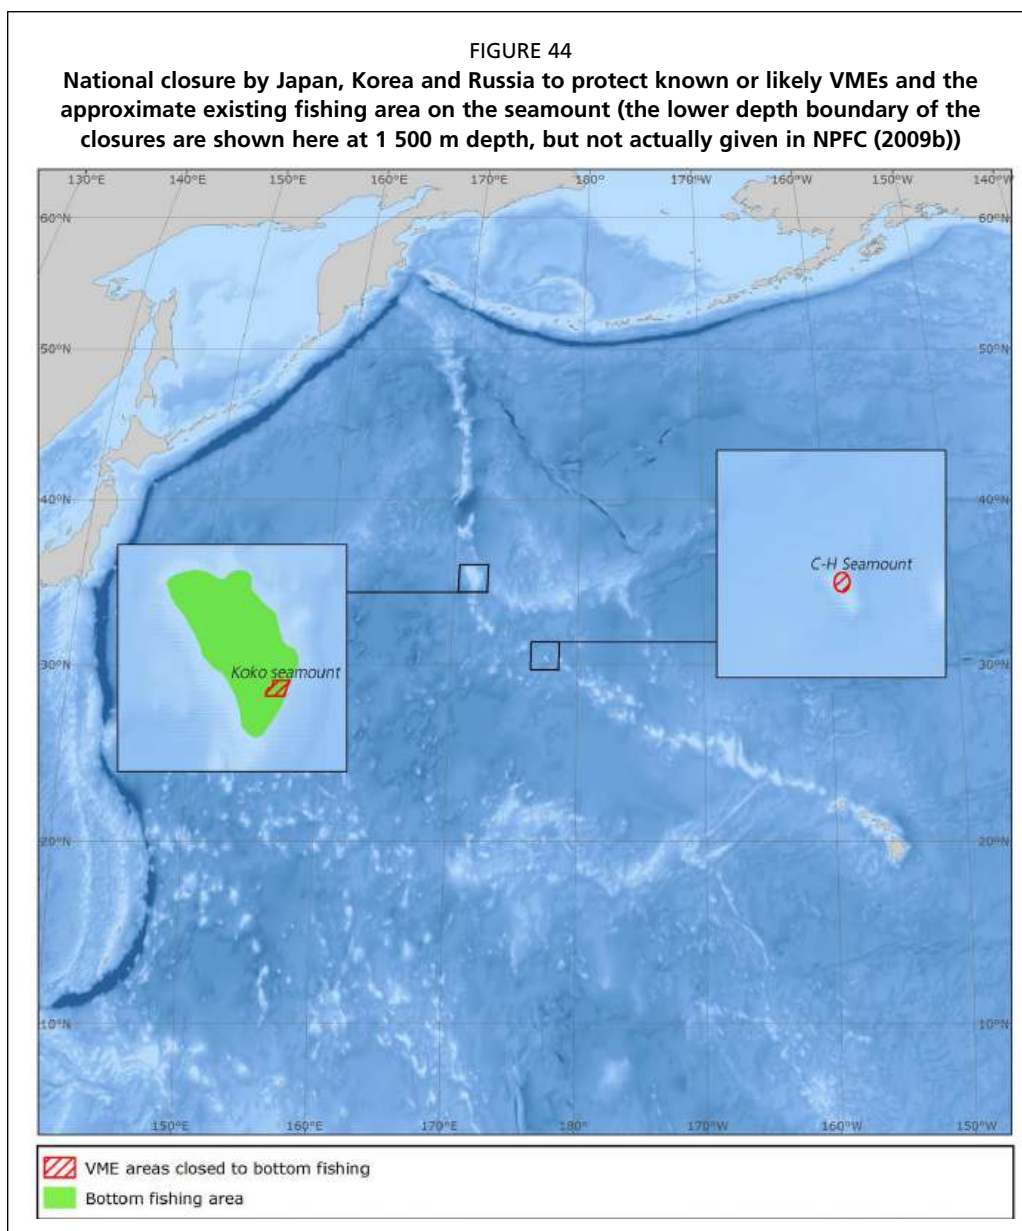 FIGURE 44
National closure by Japan, Korea and Russia to protect known or likely VMEs and the
approximate existing fishing area on the seamount (the lower depth boundary of the
closures are shown here at 1 500 m depth, but not actually given in NPFC (2009b))
130°E 140°E 150°E 160°E 170°E 180° 170°W 160°W 150°W 140°W
60°N 60°N
50°N 50°N
40°N 40°N
C-H Seamount
30°N 30°N
Koko seamount
20°N 20°N
10°N 10°N
150°E 160°E 170°E 180° 170°W 160°W 150°W
VME areas closed to bottom fishing
Bottom fishing area